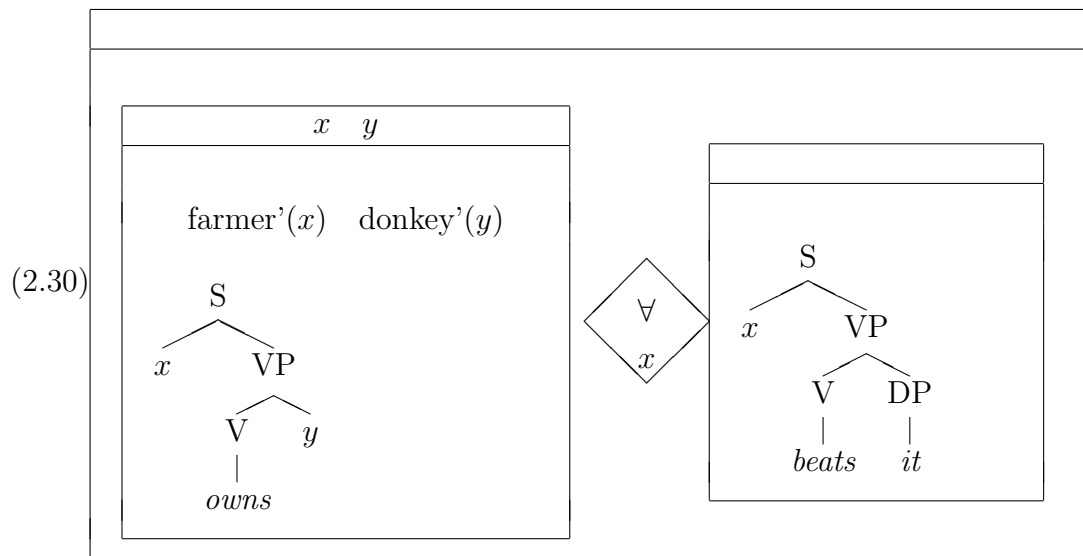 x y
farmer’(x) donkey’(y)
(2.30)
S
x VP
V y
owns
∀
x
S
x VP
V DP
beats it